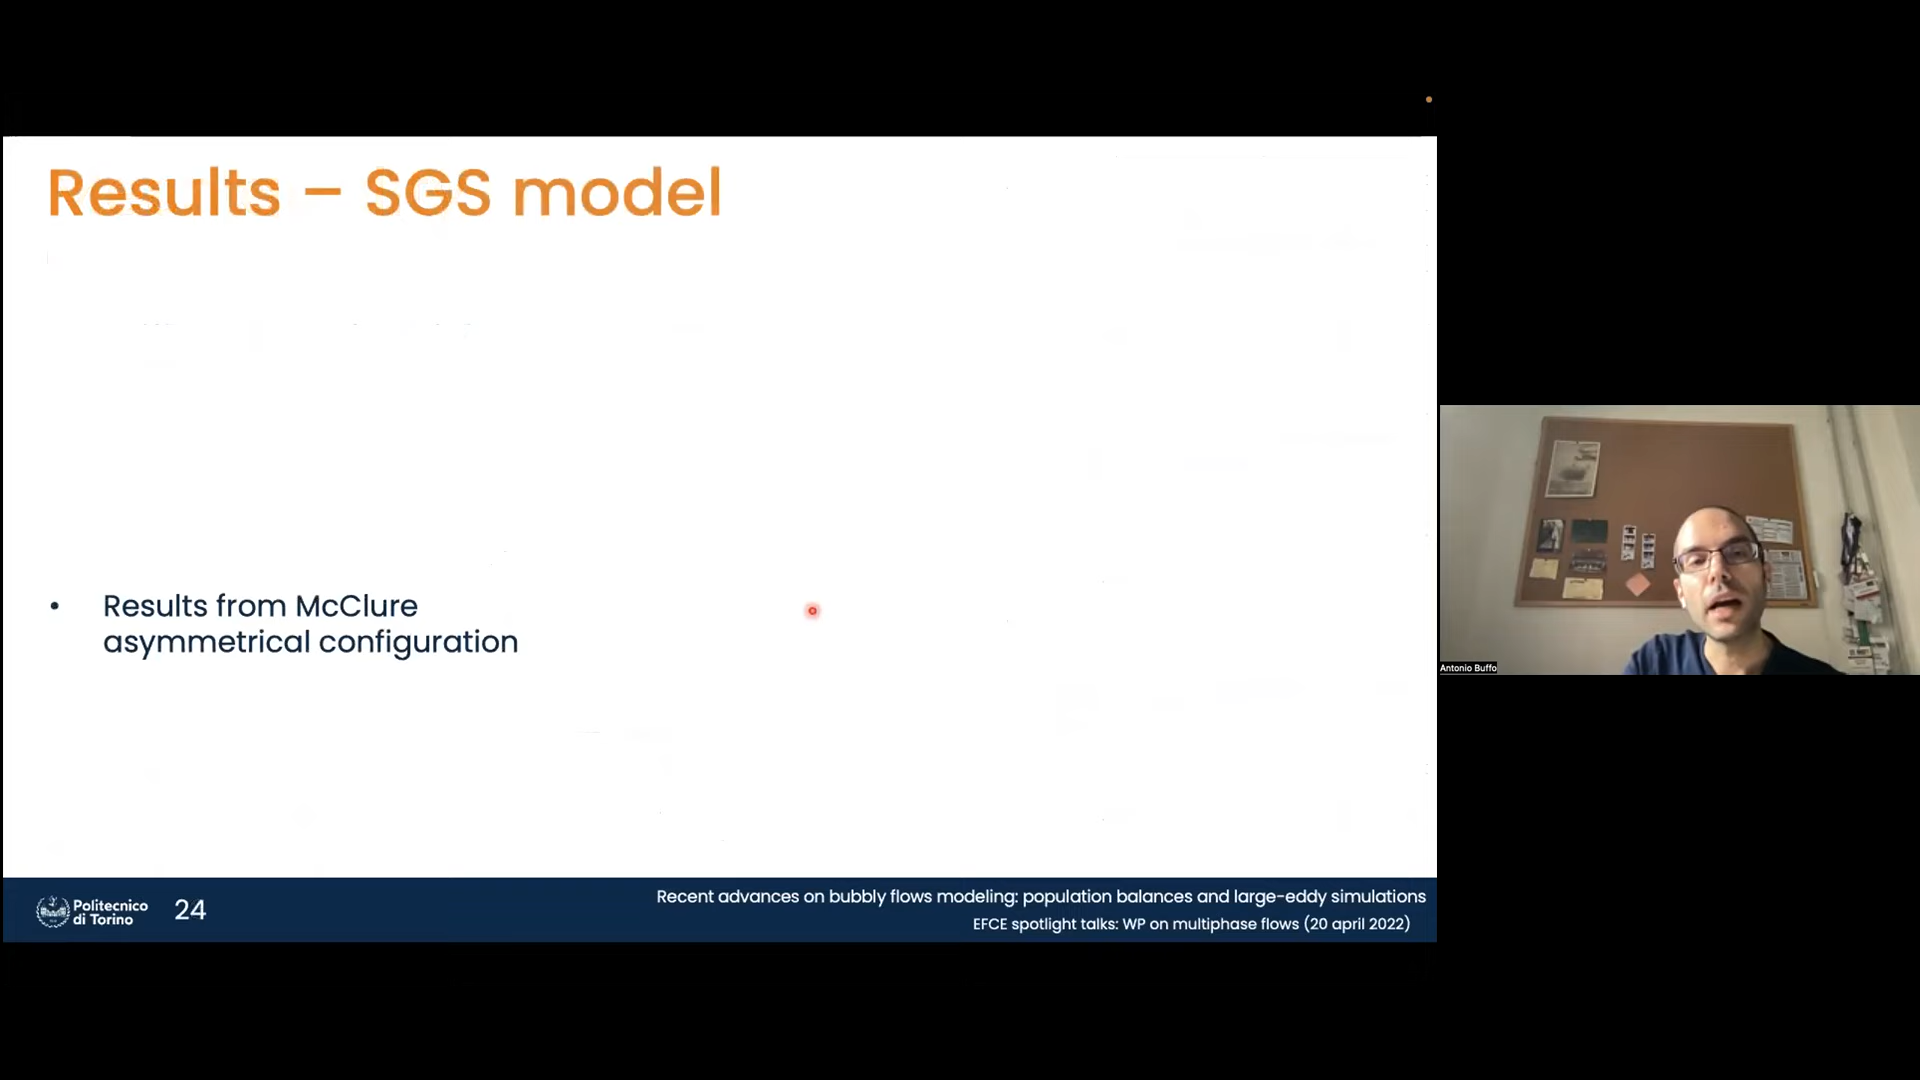 Results – SGS model
• Results from McClure
asymmetrical configuration
Politecnico
di Torino
24
Recent advances on bubbly flows modeling: population balances and large-eddy simulations
EFCE spotlight talks: WP on multiphase flows (20 april 2022)
Antonio Buffo